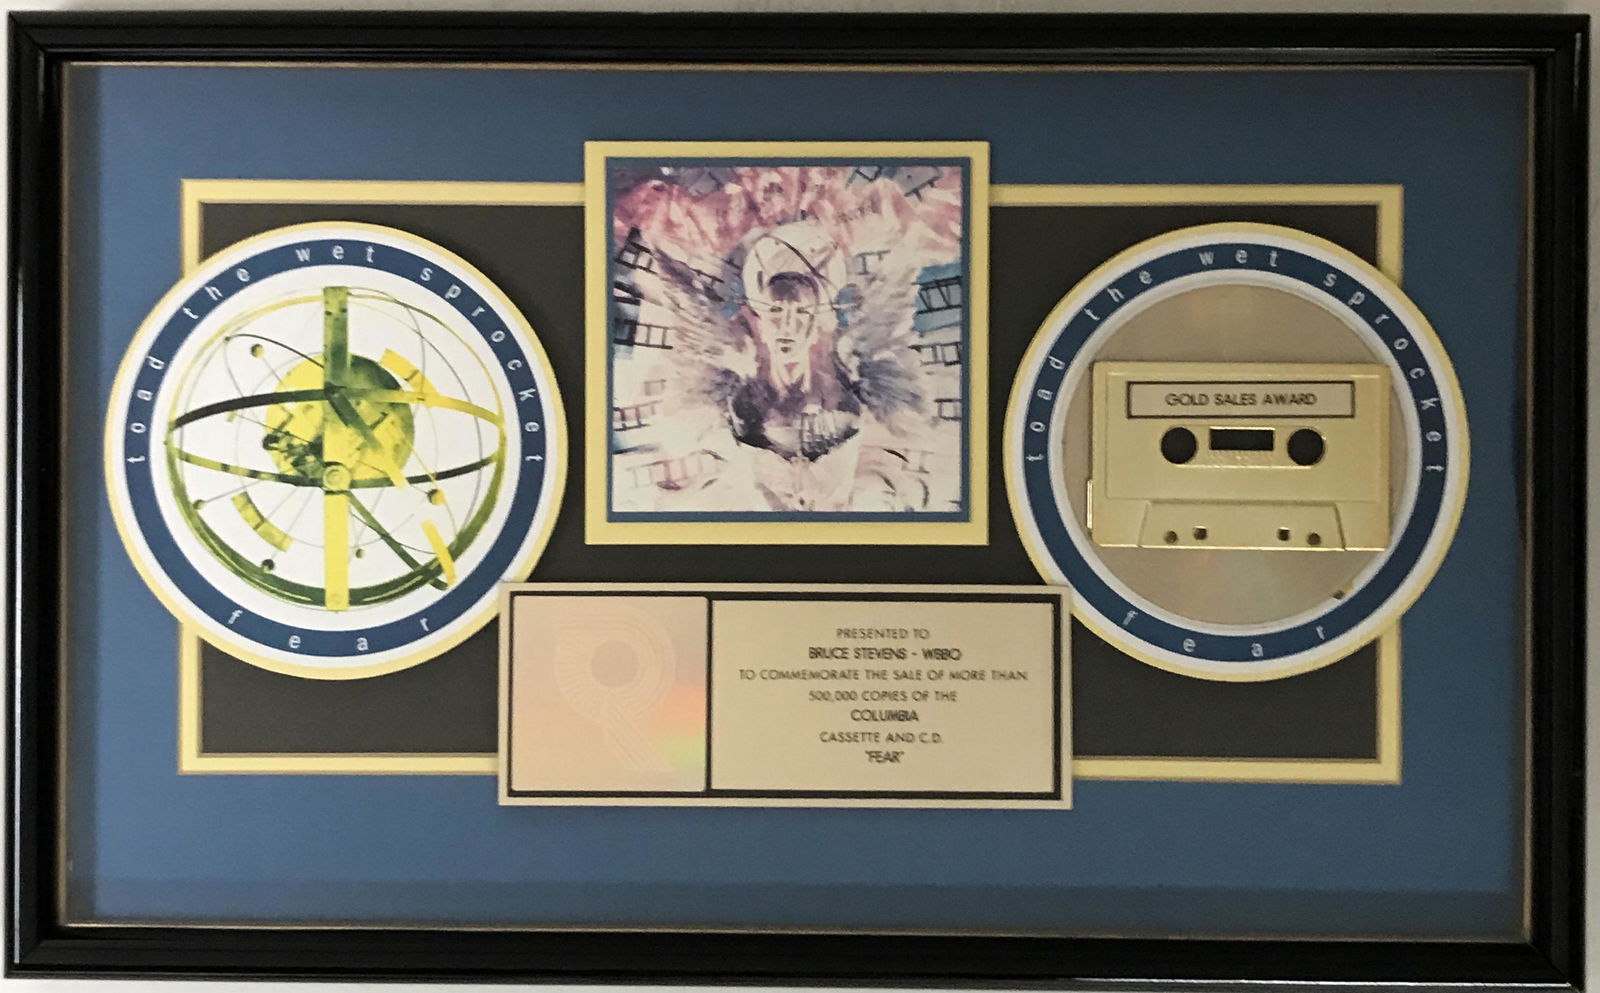 toad the wet sprocket
fear
toad the wet sprocket
fear
GOLD SALES AWARD
PRESENTED TO
BRUCE STEVENS - WBBO
TO COMMEMORATE THE SALE OF MORE THAN
500,000 COPIES OF THE
COLUMBIA
CASSETTE AND C.D.
"FEAR"